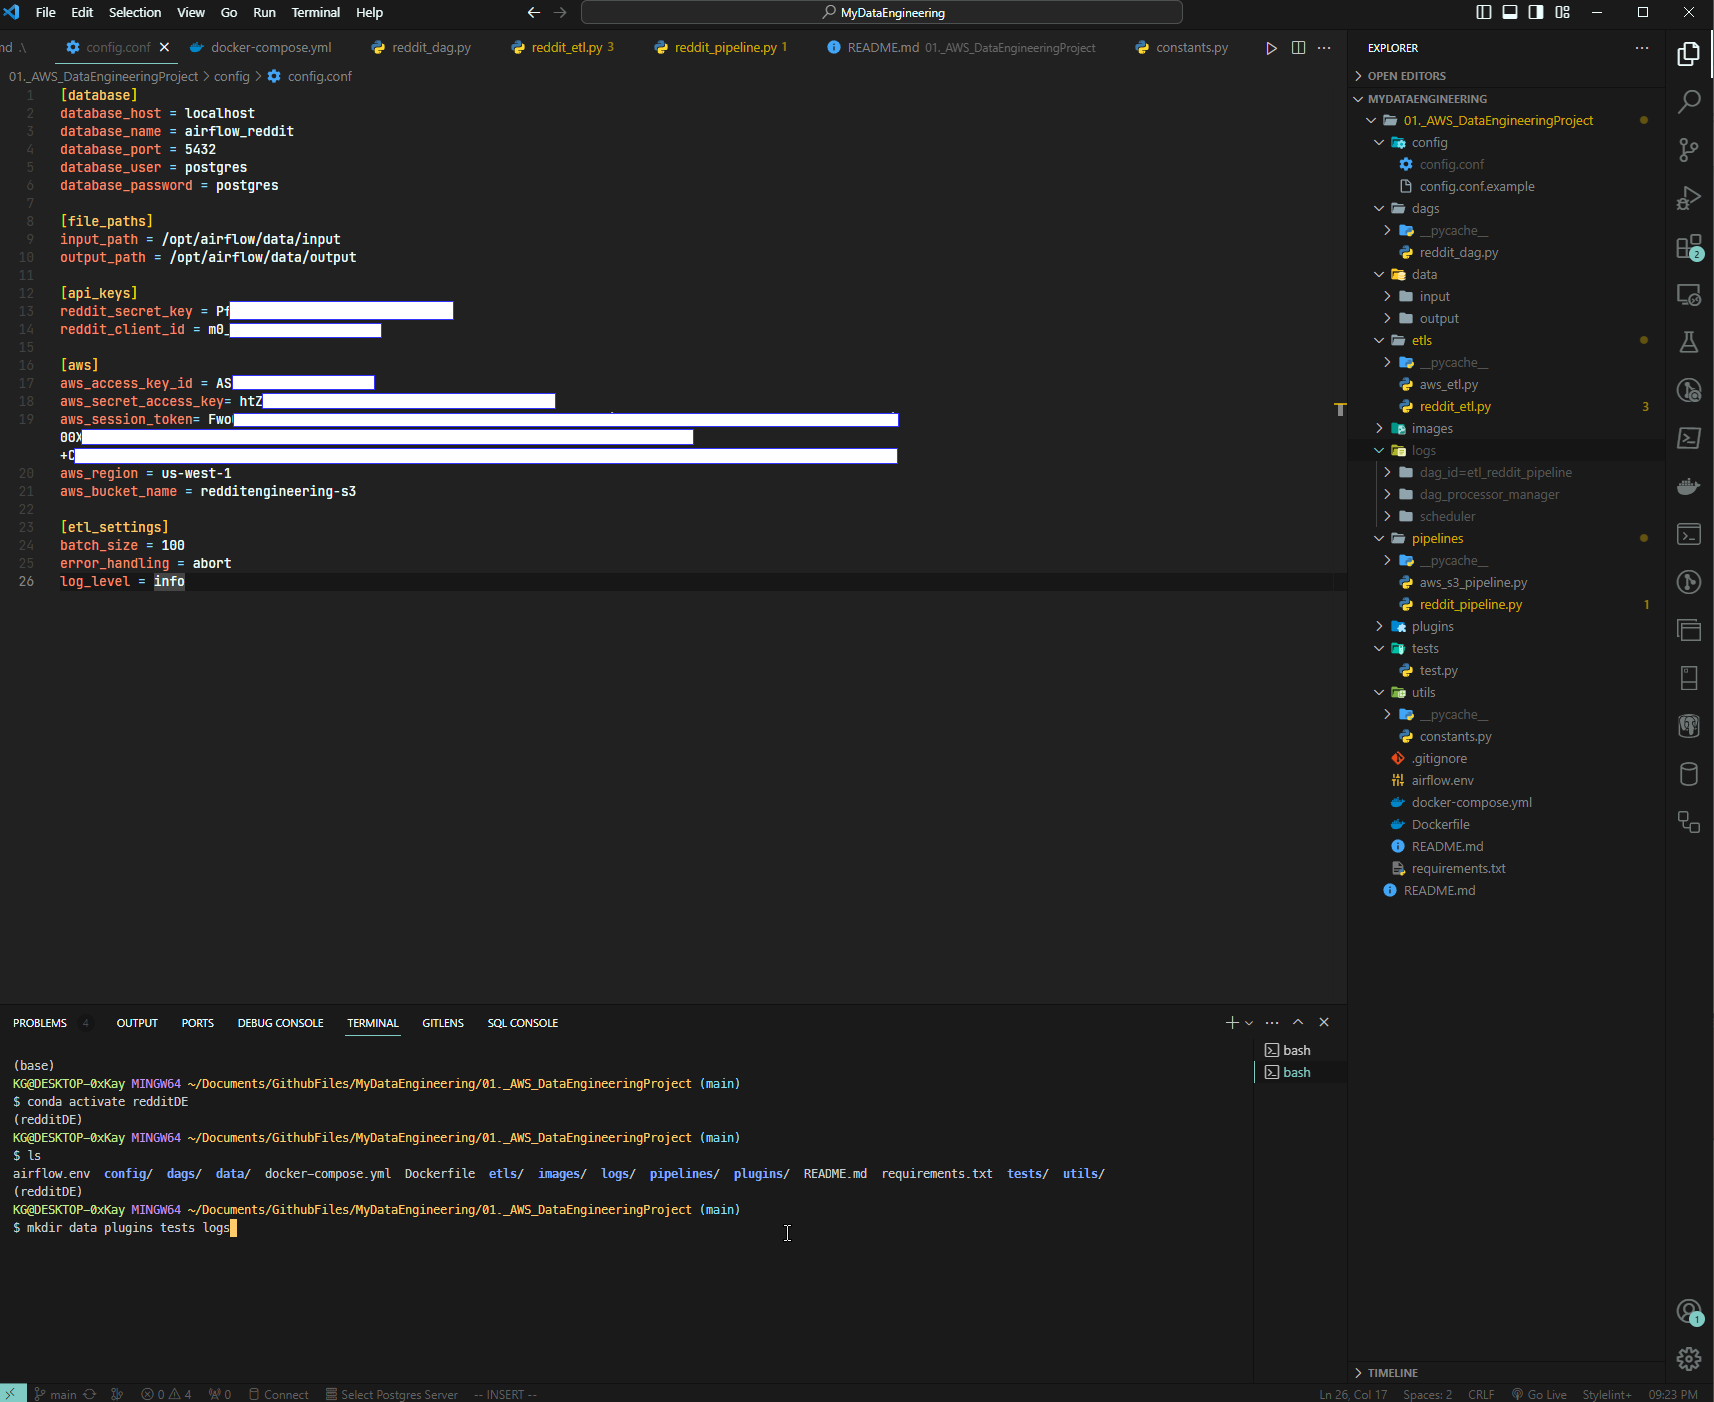 File Edit Selection View Go Run Terminal Help
MyDataEngineering
nd .\ config.conf docker-compose.yml reddit_dag.py reddit_etl.py 3 reddit_pipeline.py 1 README.md 01._AWS_DataEngineeringProject constants.py
01._AWS_DataEngineeringProject > config > config.conf
1 [database]
2 database_host = localhost
3 database_name = airflow_reddit
4 database_port = 5432
5 database_user = postgres
6 database_password = postgres
7
8 [file_paths]
9 input_path = /opt/airflow/data/input
10 output_path = /opt/airflow/data/output
11
12 [api_keys]
13 reddit_secret_key = Pf
14 reddit_client_id = m0_
15
16 [aws]
17 aws_access_key_id = AS
18 aws_secret_access_key= htZ
19 aws_session_token= Fwo
00X
+C
20 aws_region = us-west-1
21 aws_bucket_name = redditengineering-s3
22
23 [etl_settings]
24 batch_size = 100
25 error_handling = abort
26 log_level = info
PROBLEMS 4 OUTPUT PORTS DEBUG CONSOLE TERMINAL GITLENS SQL CONSOLE
(base)
KG@DESKTOP-0xKay MINGW64 ~/Documents/GithubFiles/MyDataEngineering/01._AWS_DataEngineeringProject (main)
$ conda activate redditDE
(redditDE)
KG@DESKTOP-0xKay MINGW64 ~/Documents/GithubFiles/MyDataEngineering/01._AWS_DataEngineeringProject (main)
$ ls
airflow.env config/ dags/ data/ docker-compose.yml Dockerfile etls/ images/ logs/ pipelines/ plugins/ README.md requirements.txt tests/ utils/
(redditDE)
KG@DESKTOP-0xKay MINGW64 ~/Documents/GithubFiles/MyDataEngineering/01._AWS_DataEngineeringProject (main)
$ mkdir data plugins tests logs
bash
bash
EXPLORER
OPEN EDITORS
MYDATAENGINEERING
01._AWS_DataEngineeringProject
config
config.conf
config.conf.example
dags
__pycache__
reddit_dag.py
data
input
output
etls
__pycache__
aws_etl.py
reddit_etl.py 3
images
logs
dag_id=etl_reddit_pipeline
dag_processor_manager
scheduler
pipelines
__pycache__
aws_s3_pipeline.py
reddit_pipeline.py 1
plugins
tests
test.py
utils
__pycache__
constants.py
.gitignore
airflow.env
docker-compose.yml
Dockerfile
README.md
requirements.txt
README.md
TIMELINE
2
1
main 0 4 0 Connect Select Postgres Server -- INSERT -- Ln 26, Col 17 Spaces: 2 CRLF Go Live Stylelint+ 09:23 PM